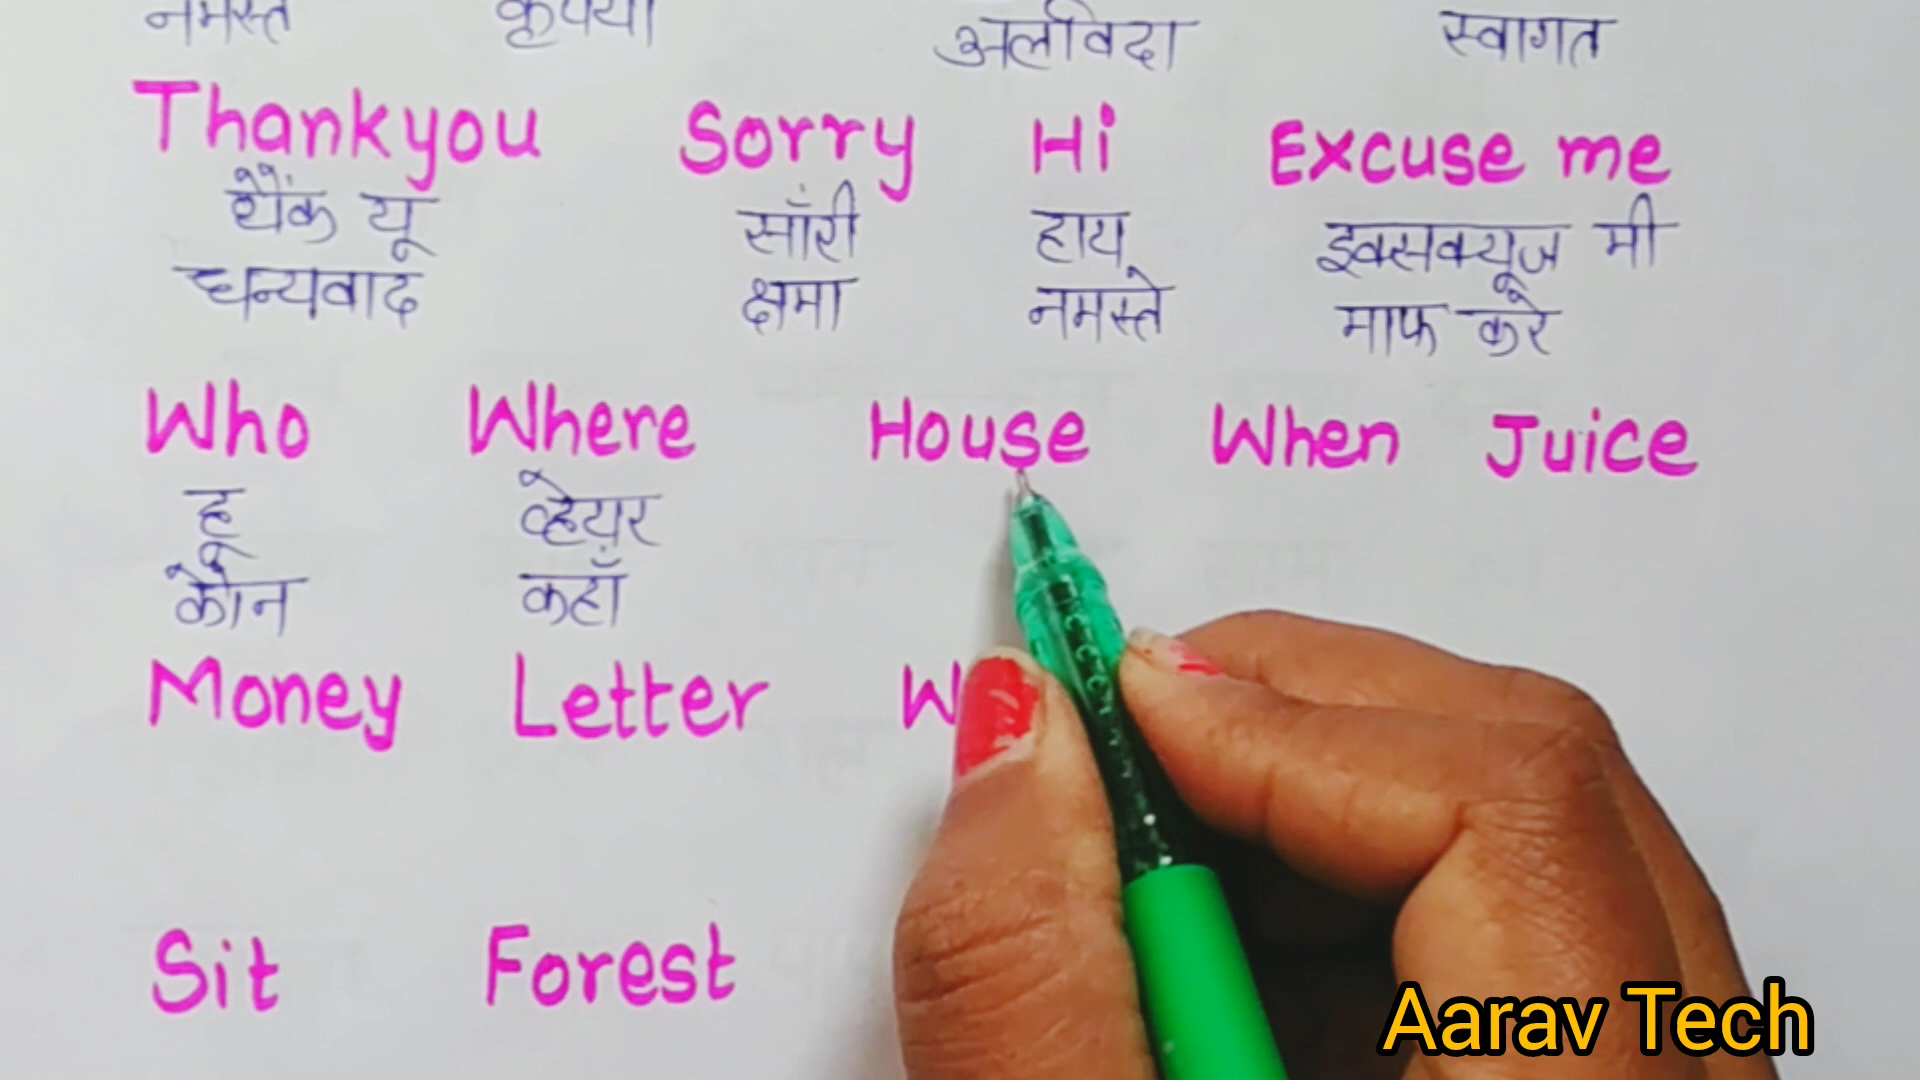 नमस्ते कृपया अलविदा स्वागत
Thankyou Sorry Hi Excuse me
थैंक यू सॉरी हाय इक्सक्यूज मी
धन्यवाद क्षमा नमस्ते माफ करे
Who Where House When Juice
हू व्हेयर
कौन कहाँ
Money Letter
Sit Forest
Aarav Tech